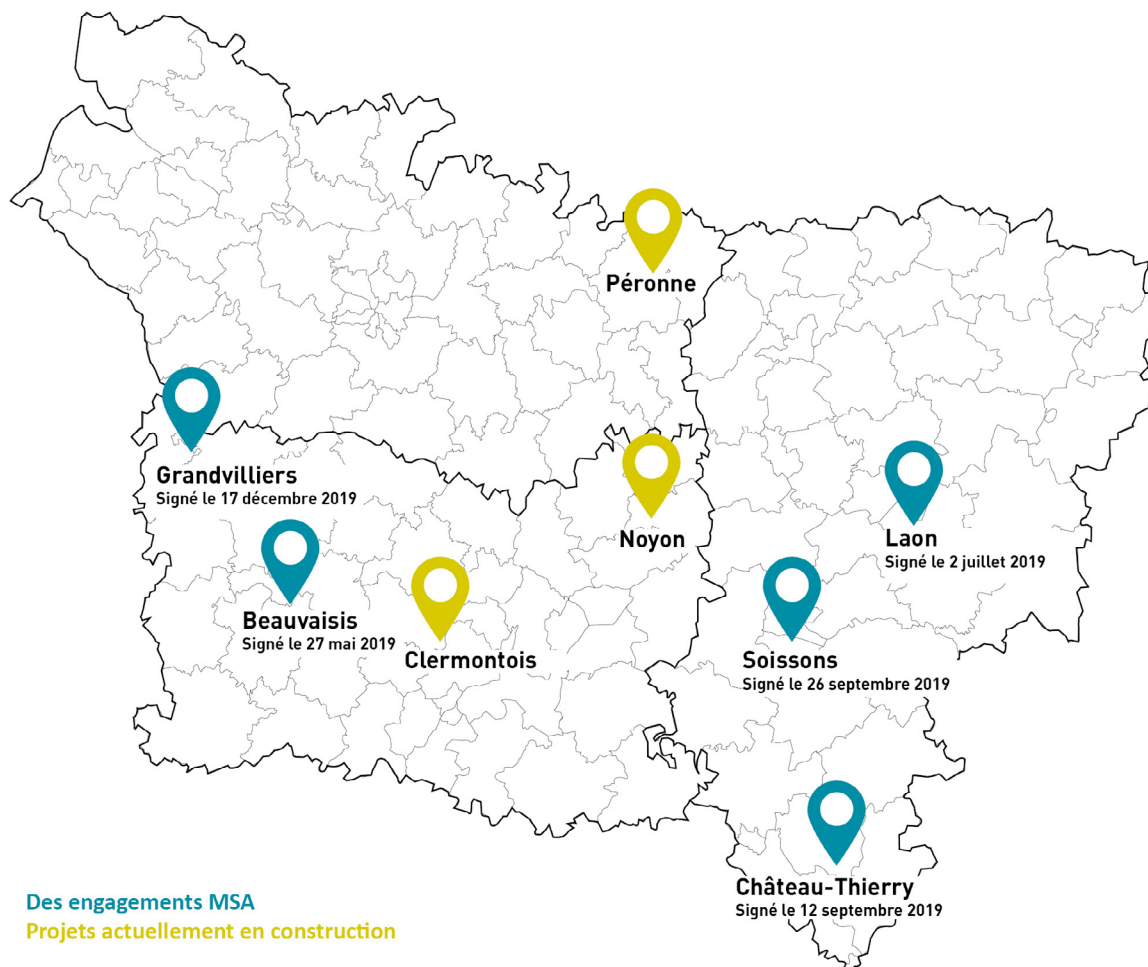 Péronne
Grandvilliers
Signé le 17 décembre 2019
Noyon
Laon
Signé le 2 juillet 2019
Beauvaisis
Signé le 27 mai 2019
Clermontois
Soissons
Signé le 26 septembre 2019
Château-Thierry
Signé le 12 septembre 2019
Des engagements MSA
Projets actuellement en construction